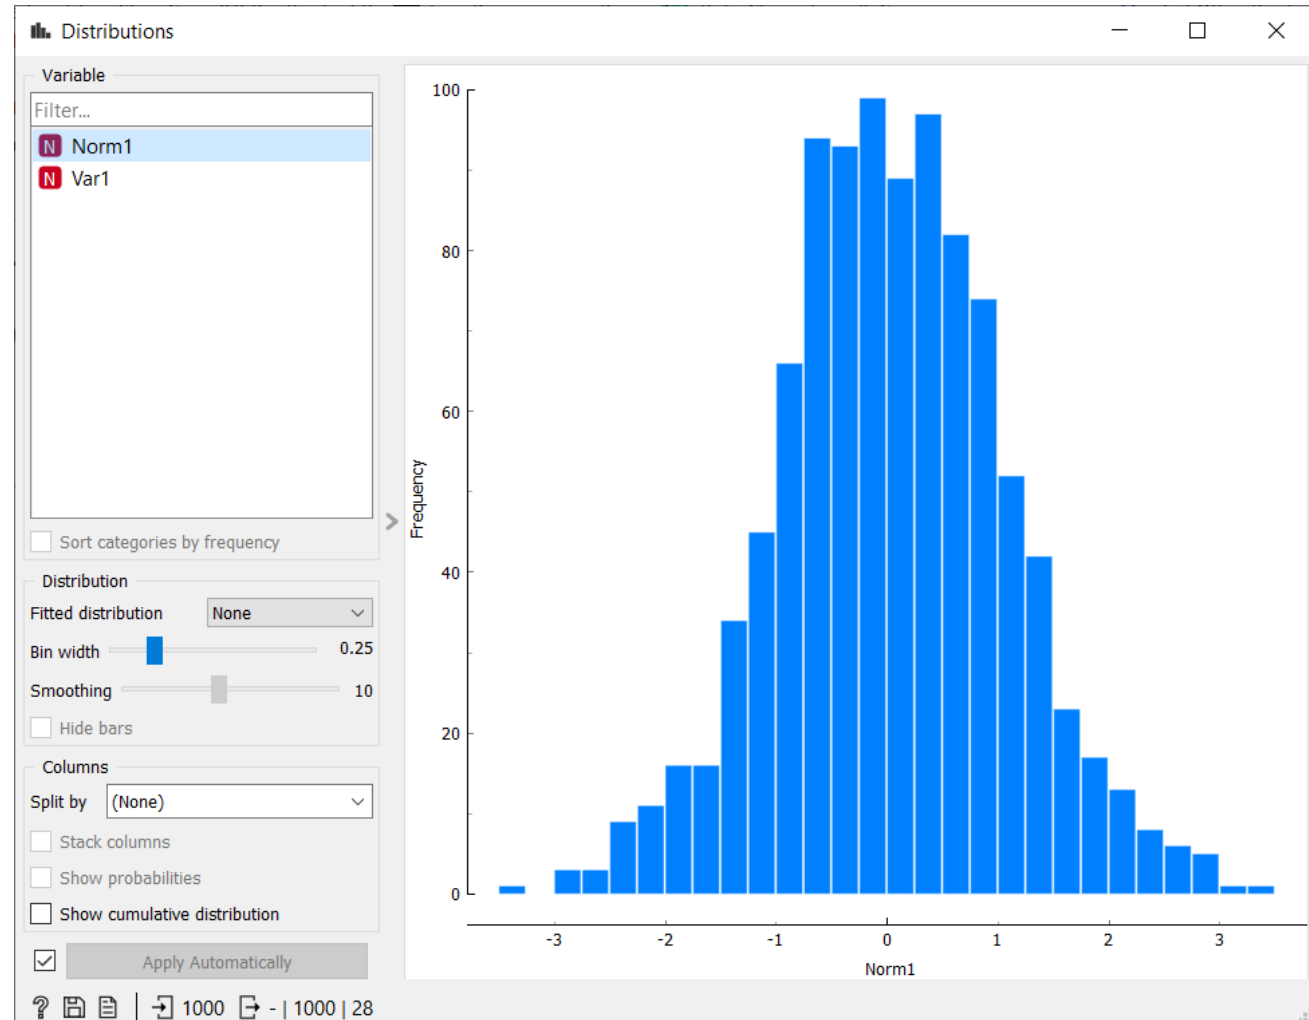 Distributions
Variable
Filter...
N Norm1
N Var1
Sort categories by frequency
Distribution
Fitted distribution None
Bin width 0.25
Smoothing 10
Hide bars
Columns
Split by (None)
Stack columns
Show probabilities
Show cumulative distribution
Apply Automatically
? 1000 - | 1000 | 28
100
80
60
40
20
0
Frequency
-3 -2 -1 0 1 2 3
Norm1